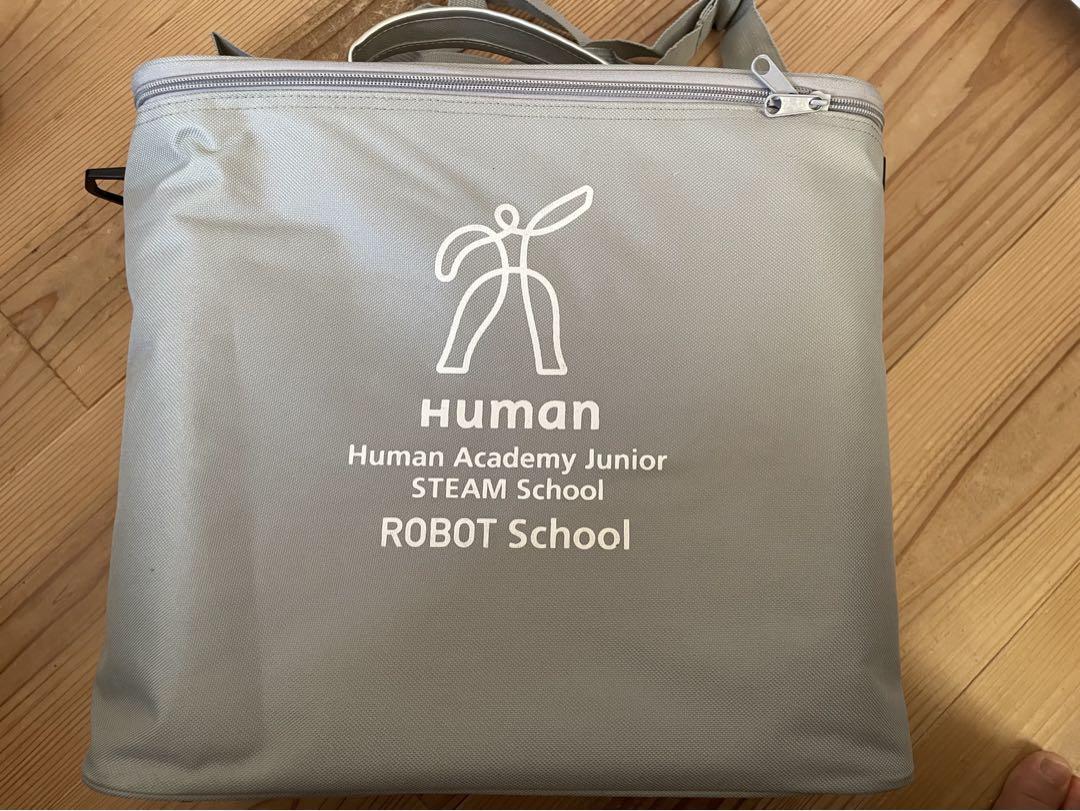 Human
Human Academy Junior
STEAM School
ROBOT School